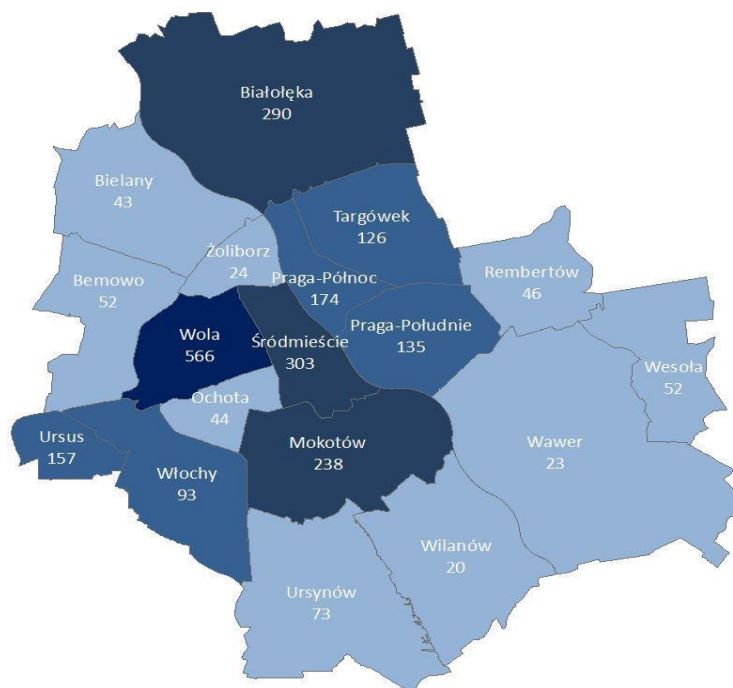 Białołęka
290
Bielany
43
Targówek
126
Żoliborz
24
Rembertów
46
Bemowo
52
Praga-Północ
174
Praga-Południe
135
Wola
566
Śródmieście
303
Wesoła
52
Ochota
44
Ursus
157
Mokotów
238
Wawer
23
Włochy
93
Wilanów
20
Ursynów
73